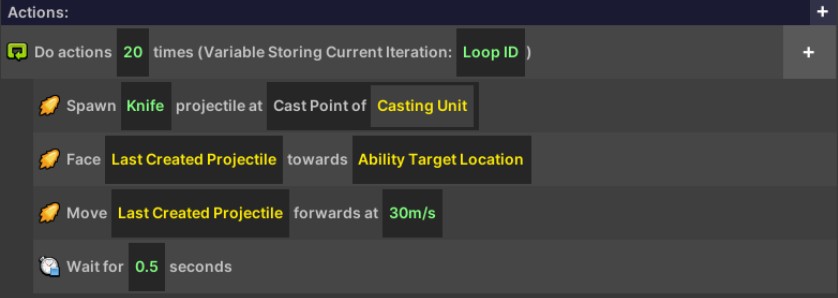 Actions:
+
Do actions 20 times (Variable Storing Current Iteration: Loop ID )
+
Spawn Knife projectile at Cast Point of Casting Unit
Face Last Created Projectile towards Ability Target Location
Move Last Created Projectile forwards at 30m/s
Wait for 0.5 seconds